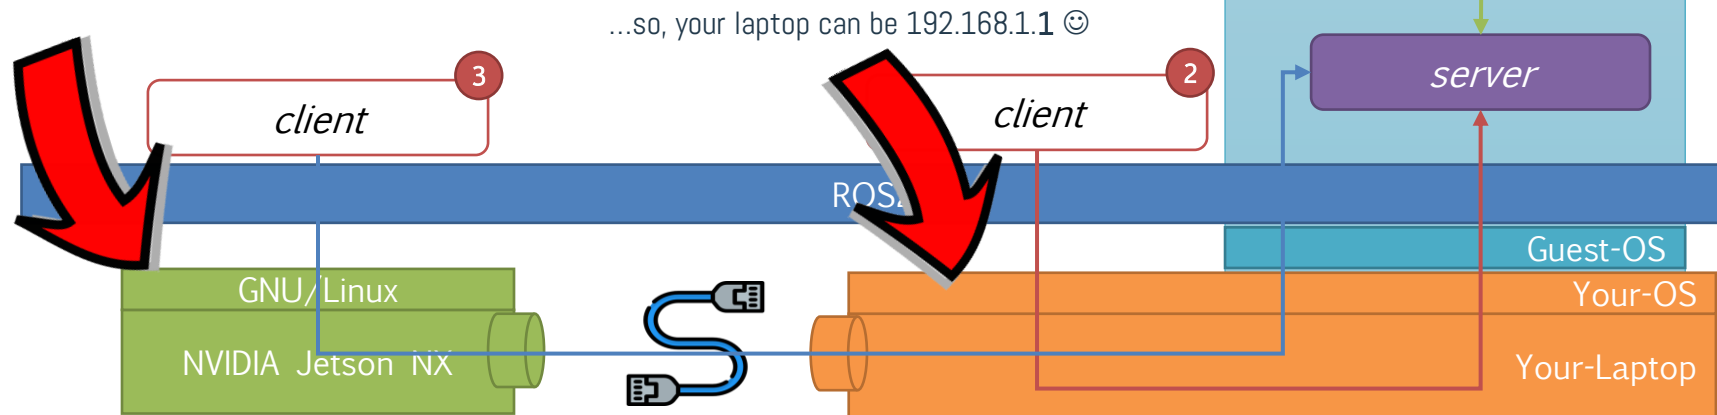 ...so, your laptop can be 192.168.1.1 ☺
3
client
2
client
server
ROS2
Guest-OS
GNU/Linux
Your-OS
NVIDIA Jetson NX
Your-Laptop